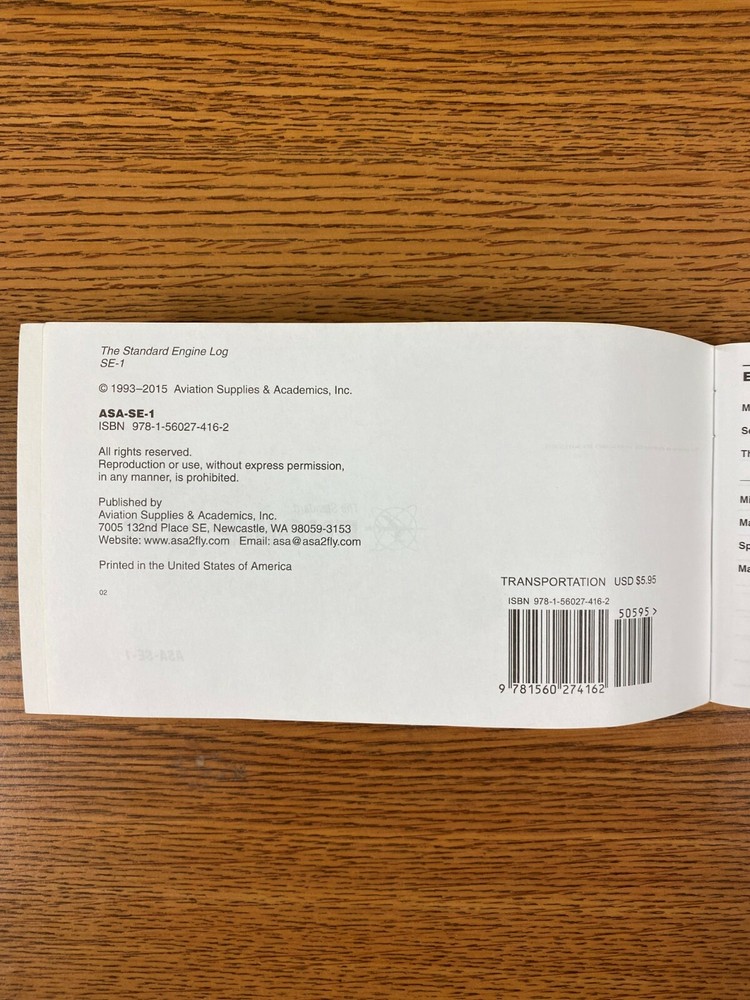 The Standard Engine Log
SE-1
© 1993–2015 Aviation Supplies & Academics, Inc.
ASA-SE-1
ISBN 978-1-56027-416-2
All rights reserved.
Reproduction or use, without express permission,
in any manner, is prohibited.
Published by
Aviation Supplies & Academics, Inc.
7005 132nd Place SE, Newcastle, WA 98059-3153
Website: www.asa2fly.com Email: asa@asa2fly.com
Printed in the United States of America
02
TRANSPORTATION USD $5.95
ISBN 978-1-56027-416-2
50595 >
9 781560 274162